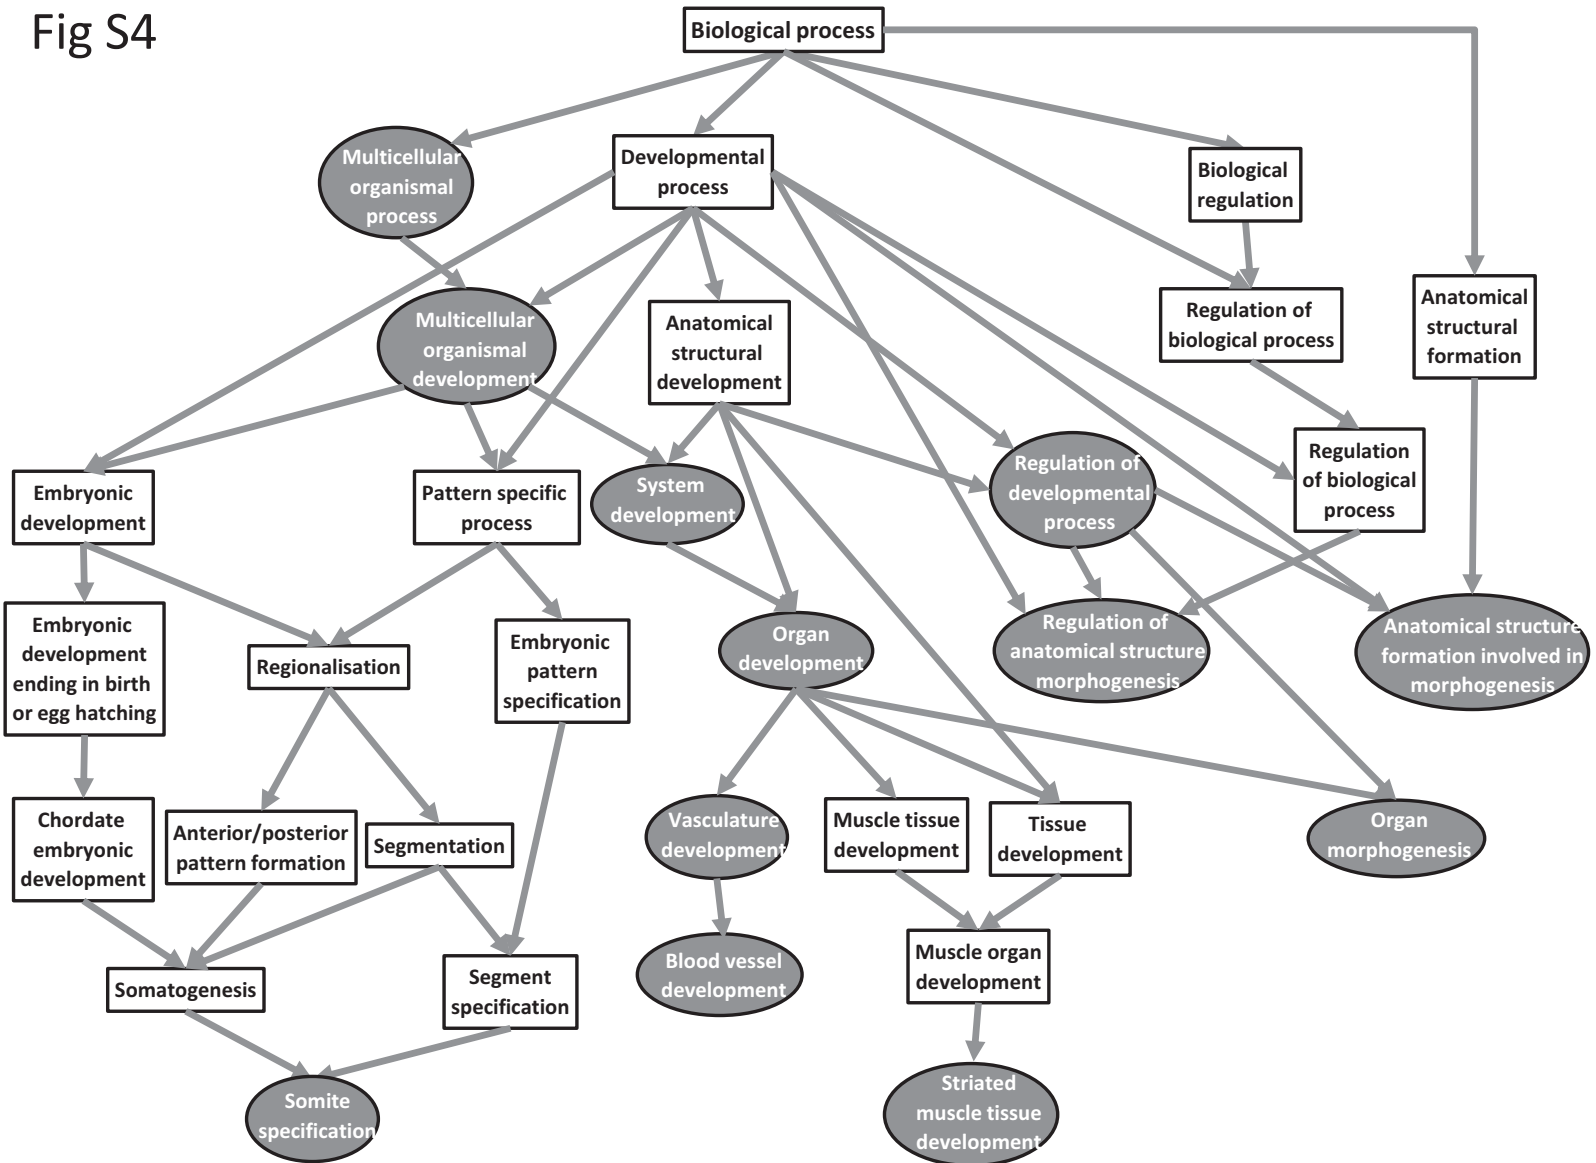 Fig S4
Biological process
Multicellular
organismal
process
Developmental
process
Biological
regulation
Multicellular
organismal
development
Anatomical
structural
development
Regulation of
biological process
Anatomical
structural
formation
Embryonic
development
Pattern specific
process
System
development
Regulation of
developmental
process
Regulation
of biological
process
Embryonic
development
ending in birth
or egg hatching
Regionalisation
Embryonic
pattern
specification
Organ
development
Regulation of
anatomical structure
morphogenesis
Anatomical structure
formation involved in
morphogenesis
Chordate
embryonic
development
Anterior/posterior
pattern formation
Segmentation
Vasculature
development
Muscle tissue
development
Tissue
development
Organ
morphogenesis
Somatogenesis
Segment
specification
Blood vessel
development
Muscle organ
development
Somite
specification
Striated
muscle tissue
development